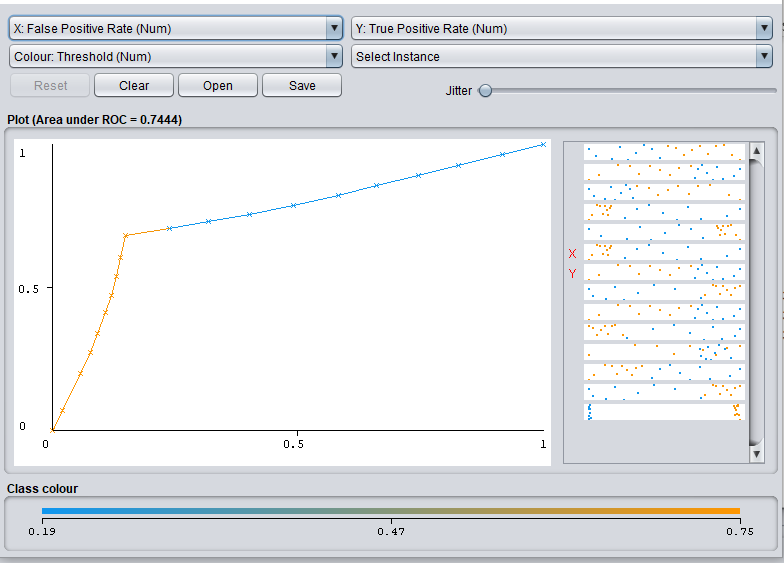 X: False Positive Rate (Num)
Y: True Positive Rate (Num)
Colour: Threshold (Num)
Select Instance
Reset
Clear
Open
Save
Jitter
Plot (Area under ROC = 0.7444)
1
0.5
0
0
0.5
1
X
Y
Class colour
0.19
0.47
0.75